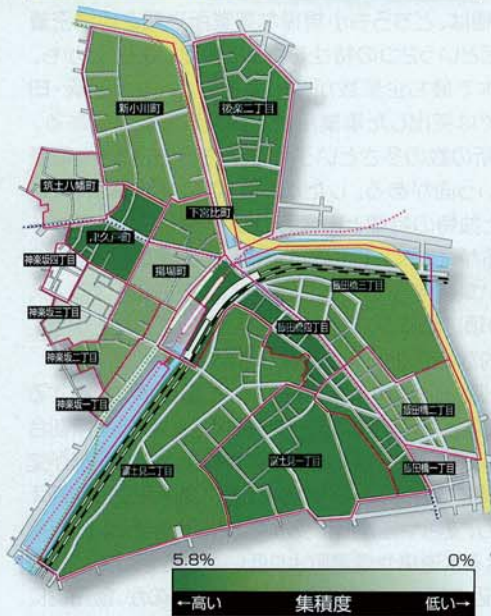 新小川町
後楽二丁目
筑土八幡町
下宮比町
津久戸町
揚場町
神楽坂四丁目
神楽坂三丁目
神楽坂二丁目
神楽坂一丁目
飯田橋三丁目
飯田橋四丁目
飯田橋二丁目
飯田橋一丁目
富士見二丁目
富士見一丁目
5.8%
0%
←高い
集積度
低い→